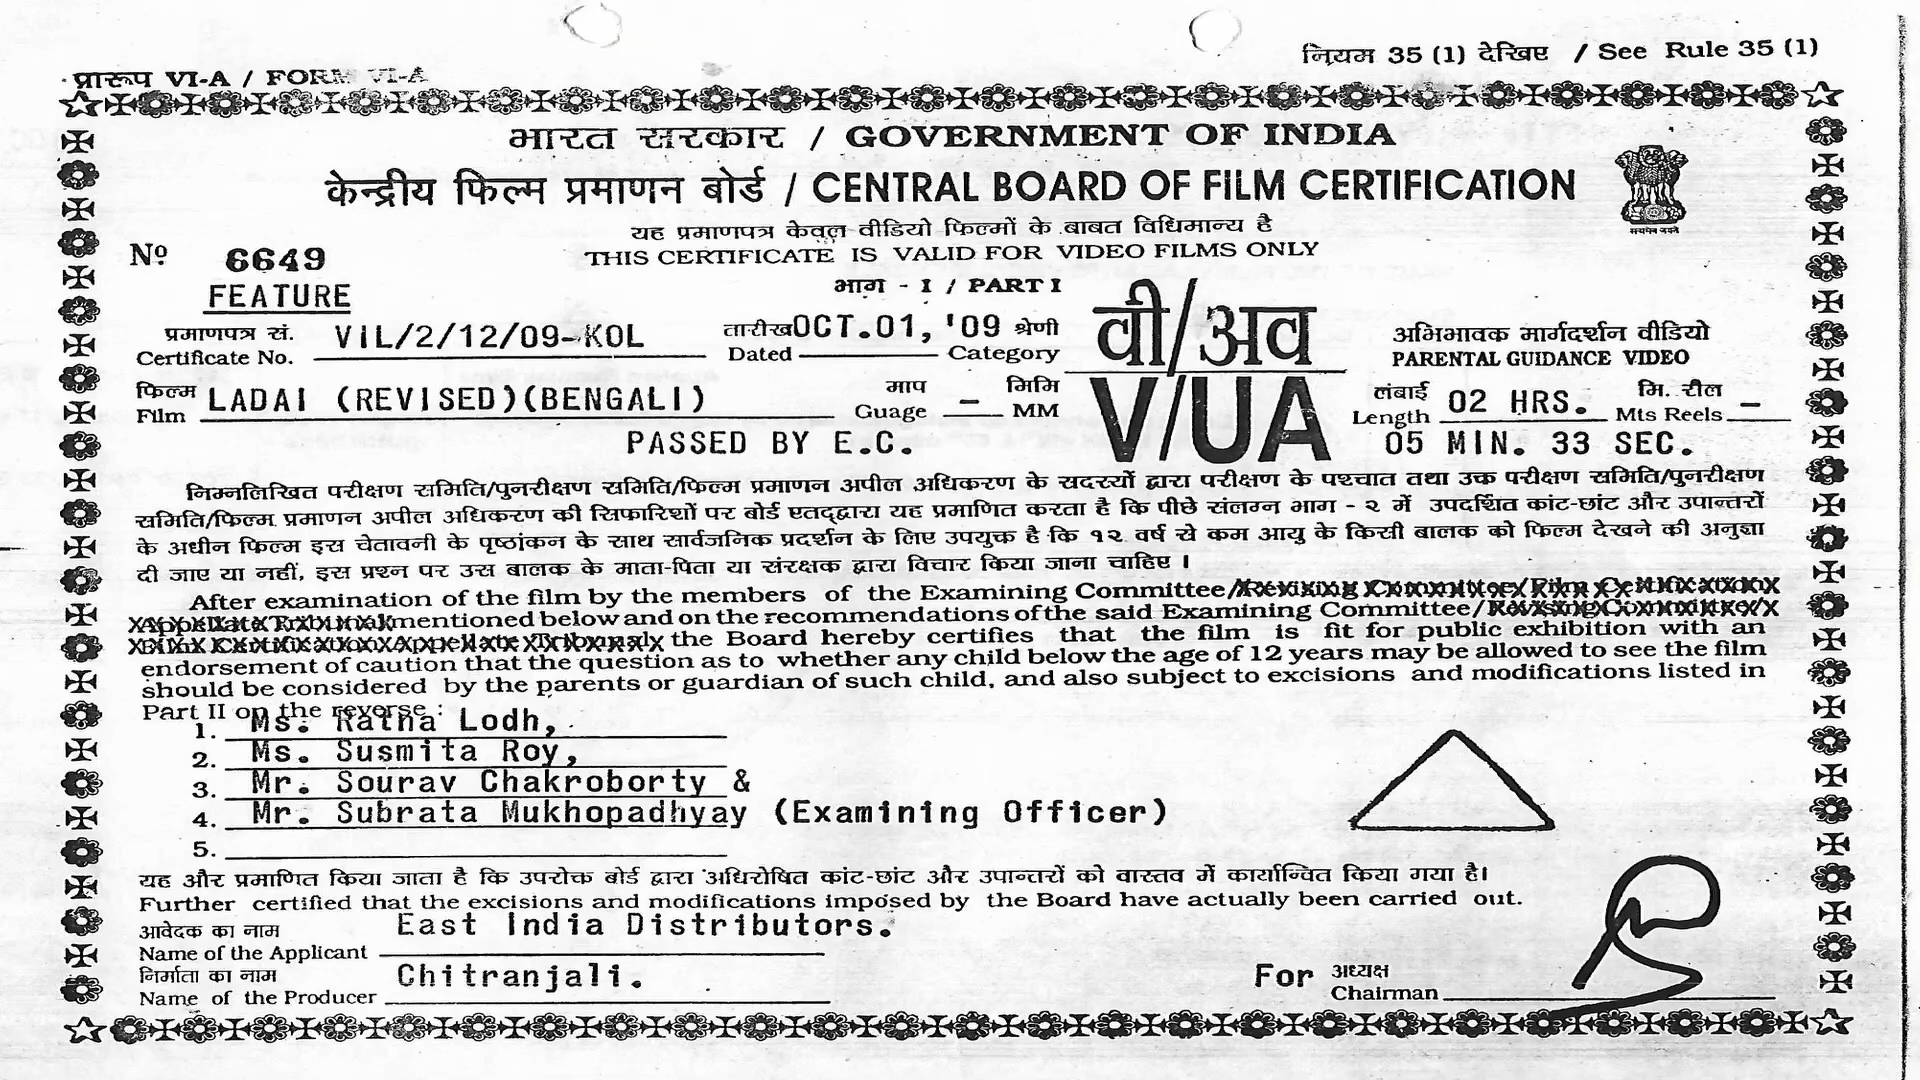 नियम 35 (1) देखिए / See Rule 35 (1)
प्रारूप VI-A / FORM VI-A
भारत सरकार / GOVERNMENT OF INDIA
केन्द्रीय फिल्म प्रमाणन बोर्ड / CENTRAL BOARD OF FILM CERTIFICATION
यह प्रमाणपत्र केवल वीडियो फिल्मों के बाबत विधिमान्य है
THIS CERTIFICATE IS VALID FOR VIDEO FILMS ONLY
सत्यमेव जयते
Nº 6649
FEATURE
भाग - I / PART I
प्रमाणपत्र सं. VIL/2/12/09-KOL तारीख OCT.01, '09 श्रेणी वी/अव अभिभावक मार्गदर्शन वीडियो
Certificate No. Dated Category PARENTAL GUIDANCE VIDEO
फिल्म LADAI (REVISED)(BENGALI) माप - मिमि V/UA लंबाई 02 HRS. मि. रील -
Film Guage MM Length Mts Reels
PASSED BY E.C. 05 MIN. 33 SEC.
निम्नलिखित परीक्षण समिति/पुनरीक्षण समिति/फिल्म प्रमाणन अपील अधिकरण के सदस्यों द्वारा परीक्षण के पश्चात तथा उक्त परीक्षण समिति/पुनरीक्षण
समिति/फिल्म प्रमाणन अपील अधिकरण की सिफारिशों पर बोर्ड एतद्द्वारा यह प्रमाणित करता है कि पीछे संलग्न भाग - २ में उपदर्शित कांट-छांट और उपान्तरों
के अधीन फिल्म इस चेतावनी के पृष्ठांकन के साथ सार्वजनिक प्रदर्शन के लिए उपयुक्त है कि १२ वर्ष से कम आयु के किसी बालक को फिल्म देखने की अनुज्ञा
दी जाए या नहीं, इस प्रश्न पर उस बालक के माता-पिता या संरक्षक द्वारा विचार किया जाना चाहिए ।
After examination of the film by the members of the Examining Committee/Revising Committee/Film Certification
Appellate Tribunal mentioned below and on the recommendations of the said Examining Committee/Revising Committee/
Film Certification Appellate Tribunal, the Board hereby certifies that the film is fit for public exhibition with an
endorsement of caution that the question as to whether any child below the age of 12 years may be allowed to see the film
should be considered by the parents or guardian of such child, and also subject to excisions and modifications listed in
Part II on the reverse :
1. Ms. Ratna Lodh,
2. Ms. Susmita Roy,
3. Mr. Sourav Chakroborty &
4. Mr. Subrata Mukhopadhyay (Examining Officer)
5.
यह और प्रमाणित किया जाता है कि उपरोक्त बोर्ड द्वारा अधिरोषित कांट-छांट और उपान्तरों को वास्तव में कार्यान्वित किया गया है।
Further certified that the excisions and modifications imposed by the Board have actually been carried out.
आवेदक का नाम East India Distributors.
Name of the Applicant
निर्माता का नाम Chitranjali.
Name of the Producer
For अध्यक्ष
Chairman